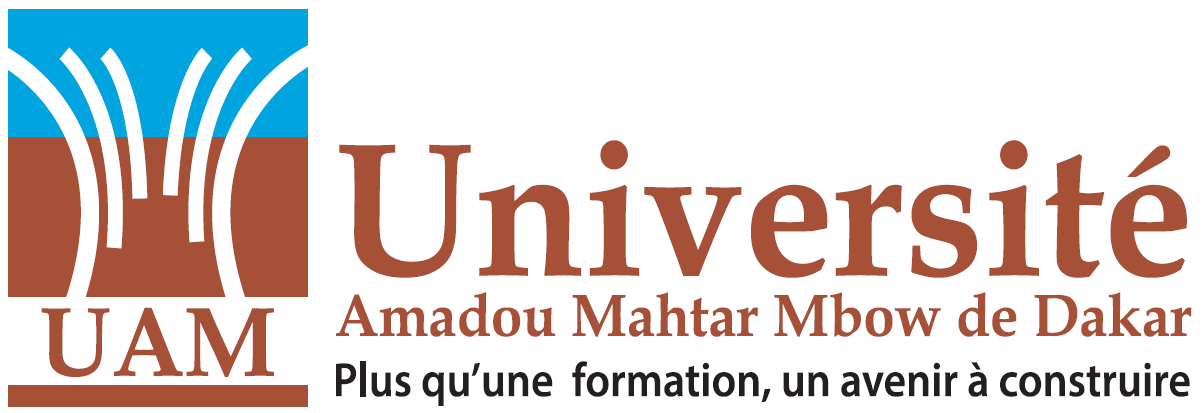 UAM
Université
Amadou Mahtar Mbow de Dakar
Plus qu’une formation, un avenir à construire